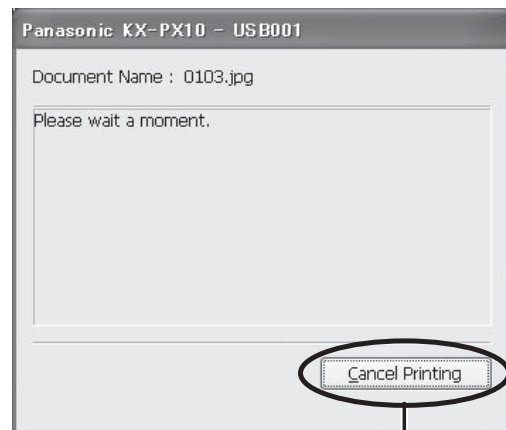 Panasonic KX-PX10 - USB001
Document Name : 0103.jpg
Please wait a moment.
Cancel Printing